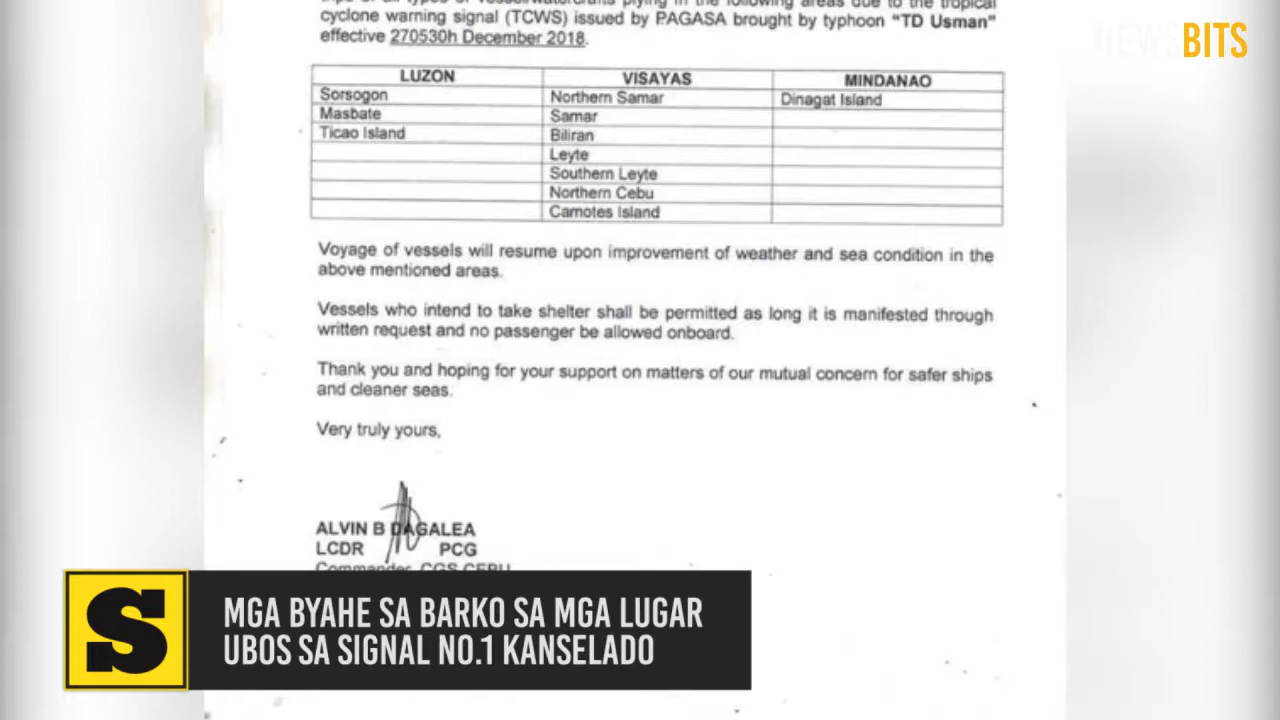 cyclone warning signal (TCWS) issued by PAGASA brought by typhoon "TD Usman"
effective 270530h December 2018.
NEWSBITS
LUZON VISAYAS MINDANAO
Sorsogon Northern Samar Dinagat Island
Masbate Samar
Ticao Island Biliran
Leyte
Southern Leyte
Northern Cebu
Camotes Island
Voyage of vessels will resume upon improvement of weather and sea condition in the
above mentioned areas.
Vessels who intend to take shelter shall be permitted as long it is manifested through
written request and no passenger be allowed onboard.
Thank you and hoping for your support on matters of our mutual concern for safer ships
and cleaner seas.
Very truly yours,
ALVIN B DAGALEA
LCDR PCG
Commander, CGS CEBU
S
MGA BYAHE SA BARKO SA MGA LUGAR
UBOS SA SIGNAL NO.1 KANSELADO